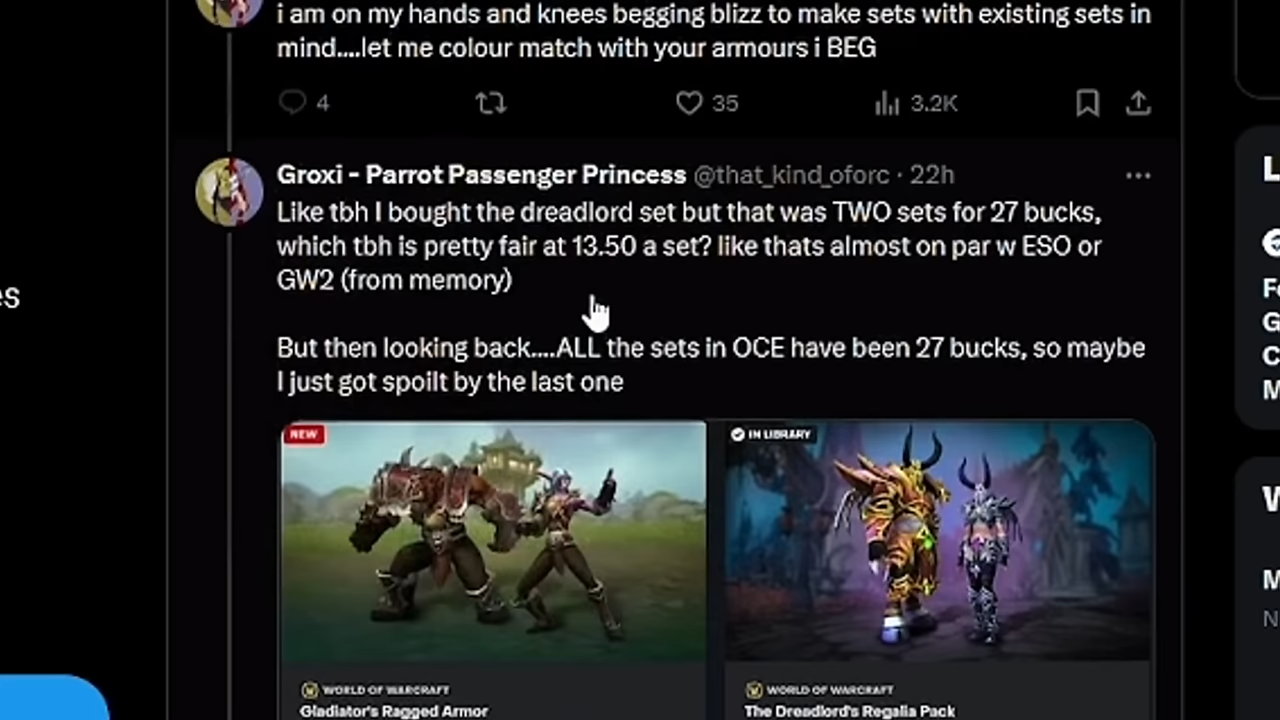 i am on my hands and knees begging blizz to make sets with existing sets in
mind....let me colour match with your armours i BEG
4
35
3.2K
Groxi - Parrot Passenger Princess @that_kind_oforc · 22h
Like tbh I bought the dreadlord set but that was TWO sets for 27 bucks,
which tbh is pretty fair at 13.50 a set? like thats almost on par w ESO or
GW2 (from memory)
es
But then looking back....ALL the sets in OCE have been 27 bucks, so maybe
I just got spoilt by the last one
NEW
IN LIBRARY
WORLD OF WARCRAFT
Gladiator's Ragged Armor
WORLD OF WARCRAFT
The Dreadlord's Regalia Pack